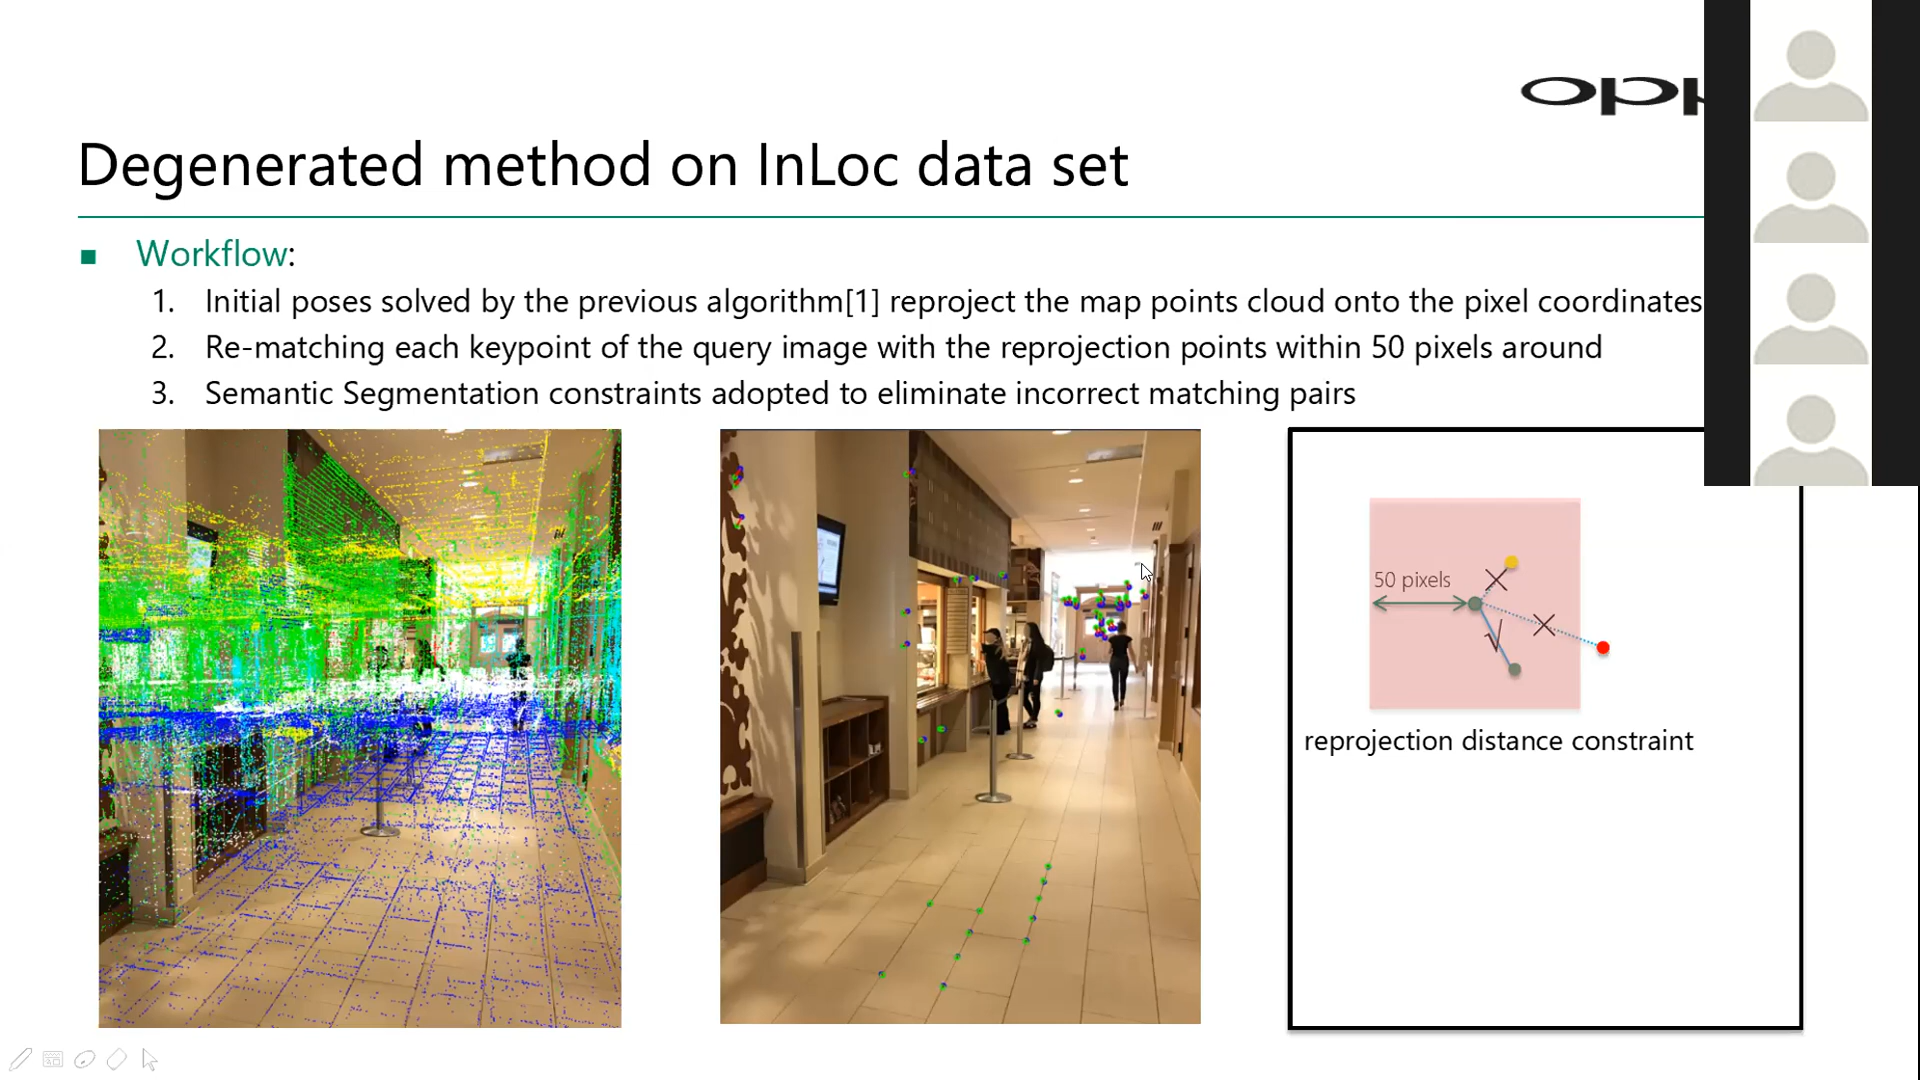 Degenerated method on InLoc data set
■ Workflow:
1. Initial poses solved by the previous algorithm[1] reproject the map points cloud onto the pixel coordinates
2. Re-matching each keypoint of the query image with the reprojection points within 50 pixels around
3. Semantic Segmentation constraints adopted to eliminate incorrect matching pairs
50 pixels
reprojection distance constraint